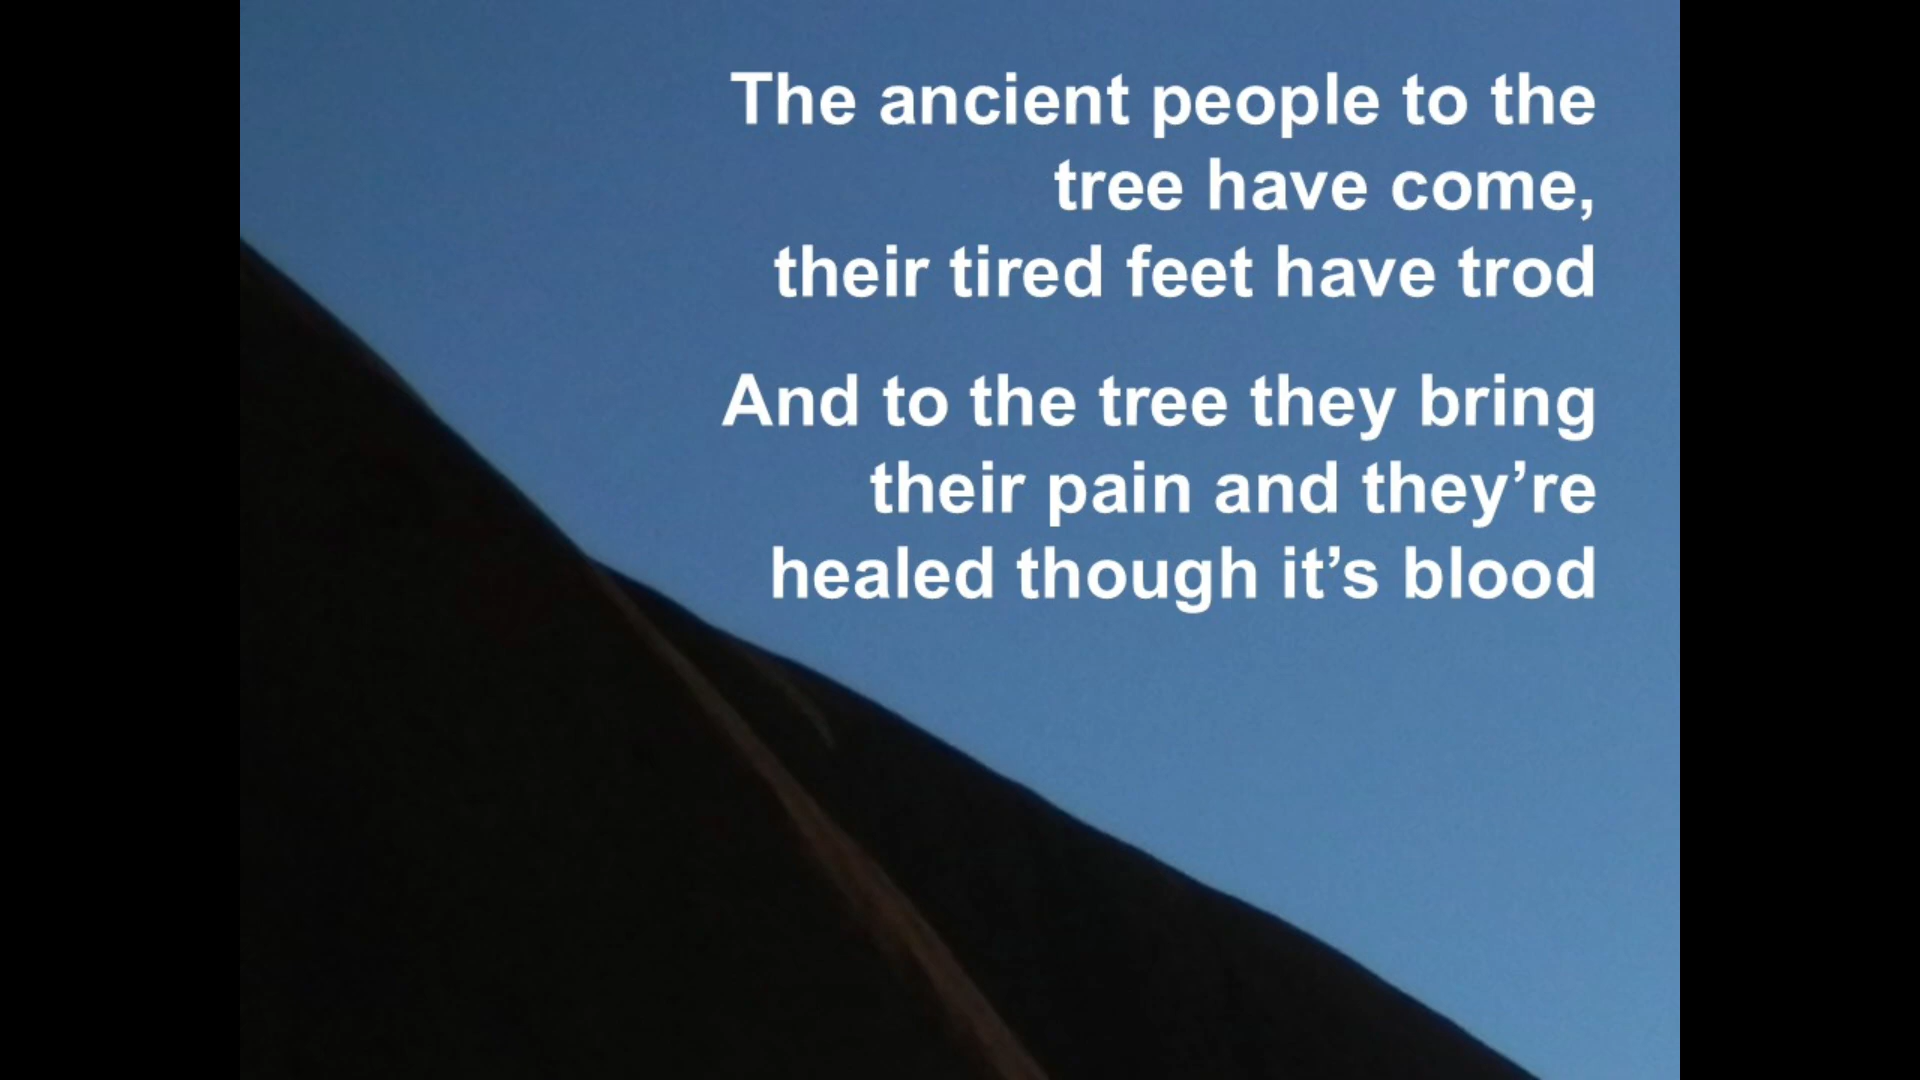 The ancient people to the
tree have come,
their tired feet have trod
And to the tree they bring
their pain and they’re
healed though it’s blood